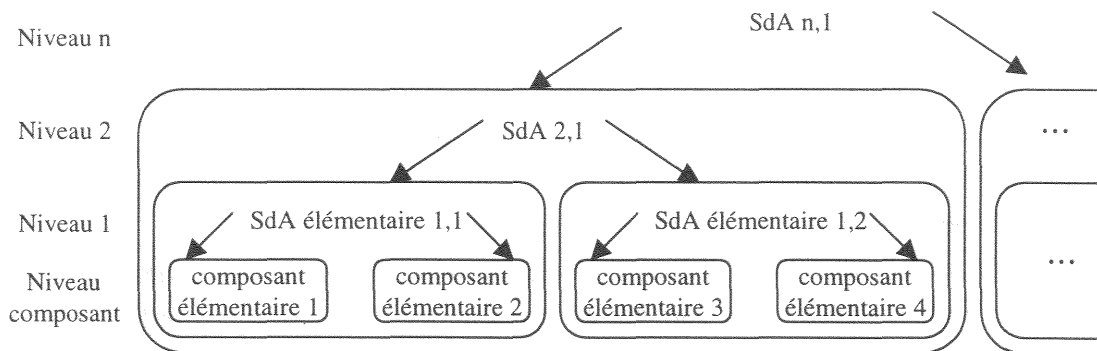 Niveau n
SdA n,1
Niveau 2
SdA 2,1
...
Niveau 1
SdA élémentaire 1,1
SdA élémentaire 1,2
Niveau
composant
composant
élémentaire 1
composant
élémentaire 2
composant
élémentaire 3
composant
élémentaire 4
...